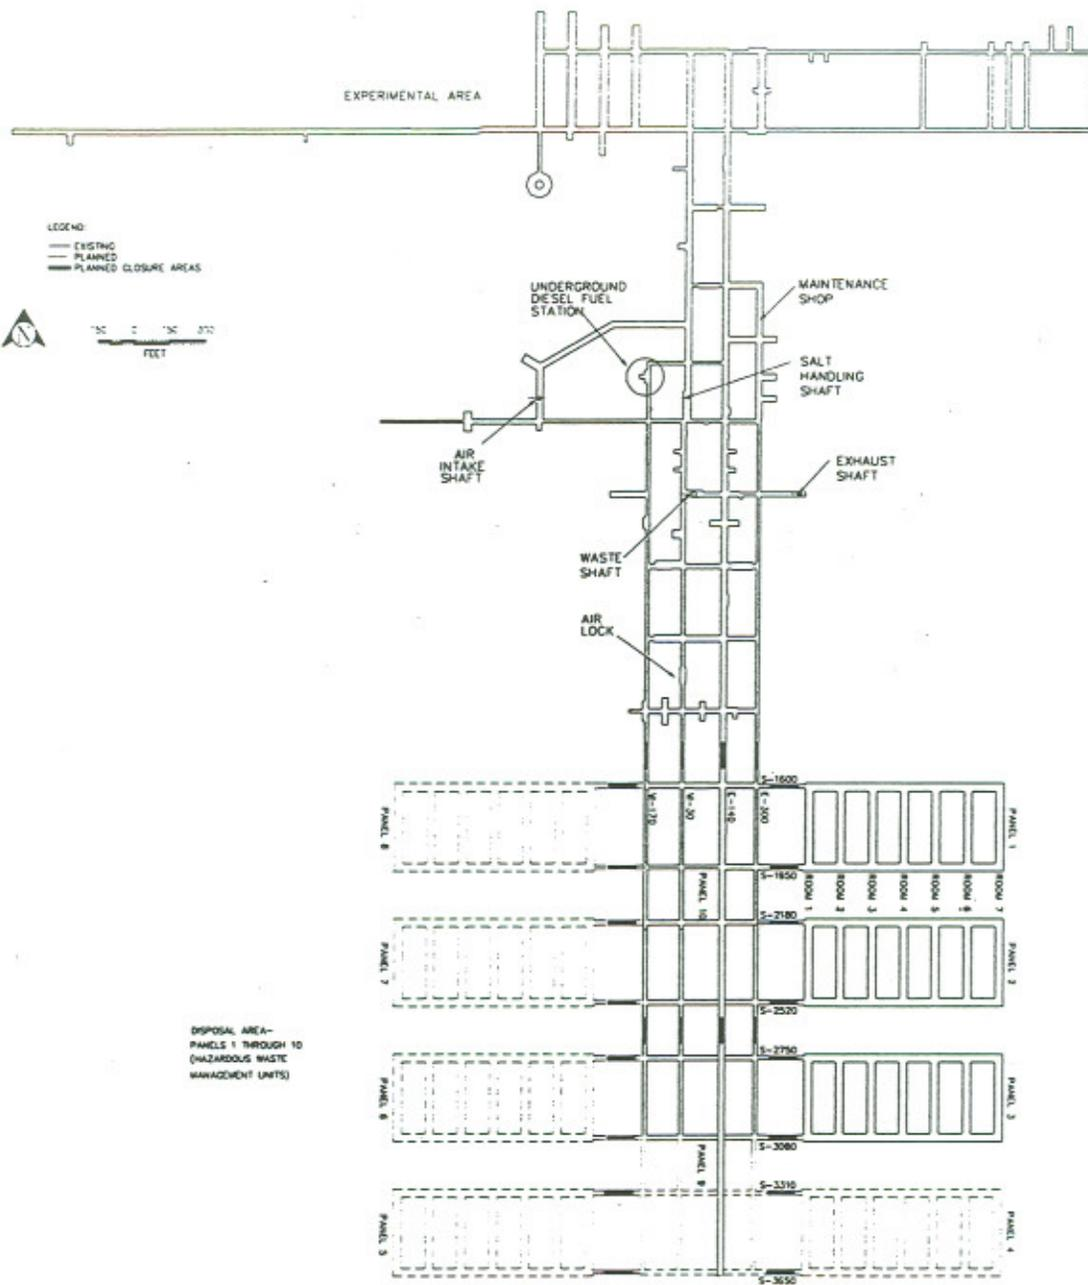 EXPERIMENTAL AREA
LEGEND:
EXISTING
PLANNED
PLANNED CLOSURE AREAS
N
FEET
UNDERGROUND
DIESEL FUEL
STATION
MAINTENANCE
SHOP
SALT
HANDLING
SHAFT
AIR
INTAKE
SHAFT
EXHAUST
SHAFT
WASTE
SHAFT
AIR
LOCK
S-1600
W-170
W-30
E-140
E-300
PANEL 8
PANEL 1
S-1950
ROOM 1
ROOM 2
ROOM 3
ROOM 4
ROOM 5
ROOM 6
ROOM 7
PANEL 10
S-2180
PANEL 7
PANEL 2
S-2520
DISPOSAL AREA-
PANELS 1 THROUGH 10
(HAZARDOUS WASTE
MANAGEMENT UNITS)
S-2750
PANEL 6
PANEL 3
S-3080
PANEL 9
S-3310
PANEL 5
PANEL 4
S-3650